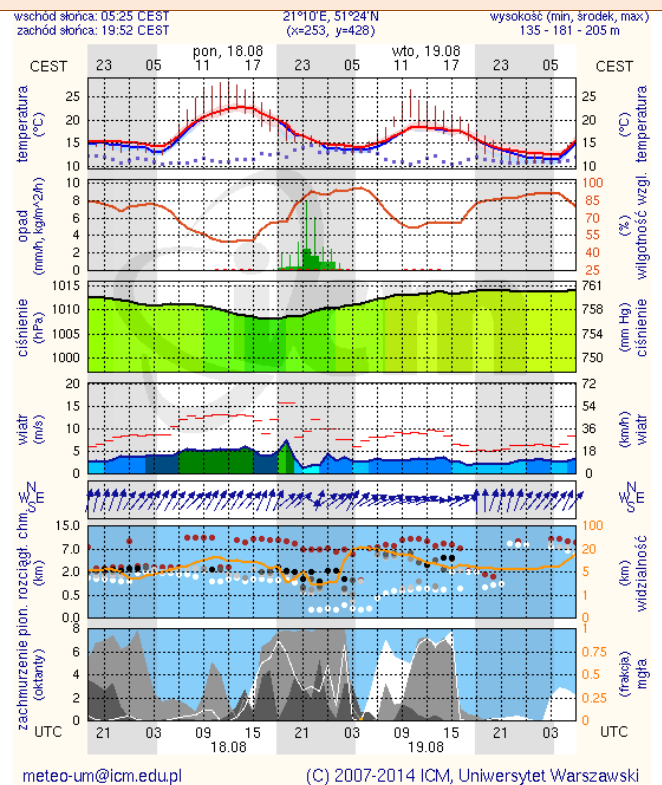 wschód słońca: 05:25 CEST 21°10'E, 51°24'N wysokość (min, środek, max)
zachód słońca: 19:52 CEST (x=253, y=428) 135 - 181 - 205 m
pon, 18.08 wto, 19.08
CEST 23 05 11 17 23 05 11 17 23 05 CEST
temperatura (°C) 25 20 15 10 25 20 15 10 (°C) temperatura
opad (mm/h, kg/m^2/h) 10 8 6 4 2 0 100 85 70 55 40 25 (%) wilgotność wzgl.
ciśnienie (hPa) 1015 1010 1005 1000 761 758 754 750 (mm Hg) ciśnienie
wiatr (m/s) 20 15 10 5 0 72 54 36 18 0 (km/h) wiatr
N W E S N W E S
pion. rozciągł. chm. (km) 15.0 7.0 2.0 0.5 0.0 100 20 5 1 0 (km) widzialność
zachmurzenie (oktanty) 8 6 4 2 0 1 0.75 0.5 0.25 0 (frakcja) mgła
UTC 21 03 09 15 21 03 09 15 21 03 UTC
18.08 19.08
meteo-um@icm.edu.pl (C) 2007-2014 ICM, Uniwersytet Warszawski